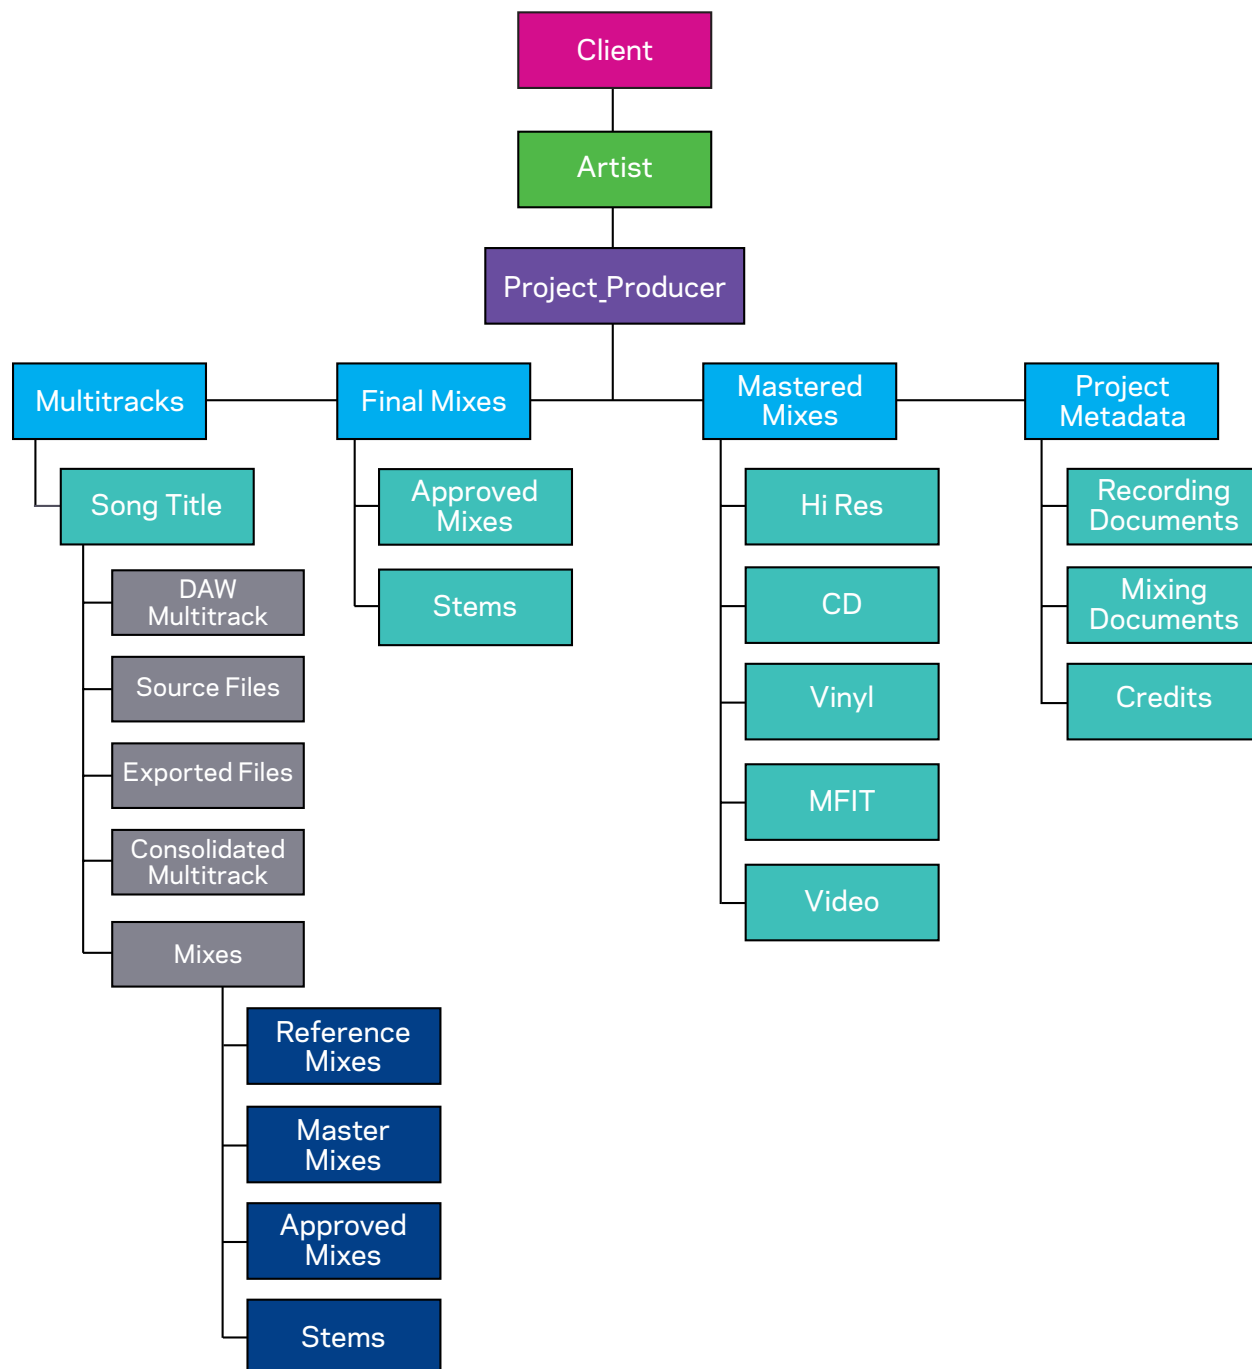 Client
Artist
Project_Producer
Multitracks
Final Mixes
Mastered
Mixes
Project
Metadata
Song Title
DAW
Multitrack
Source Files
Exported Files
Consolidated
Multitrack
Mixes
Reference
Mixes
Master
Mixes
Approved
Mixes
Stems
Approved
Mixes
Stems
Hi Res
CD
Vinyl
MFIT
Video
Recording
Documents
Mixing
Documents
Credits